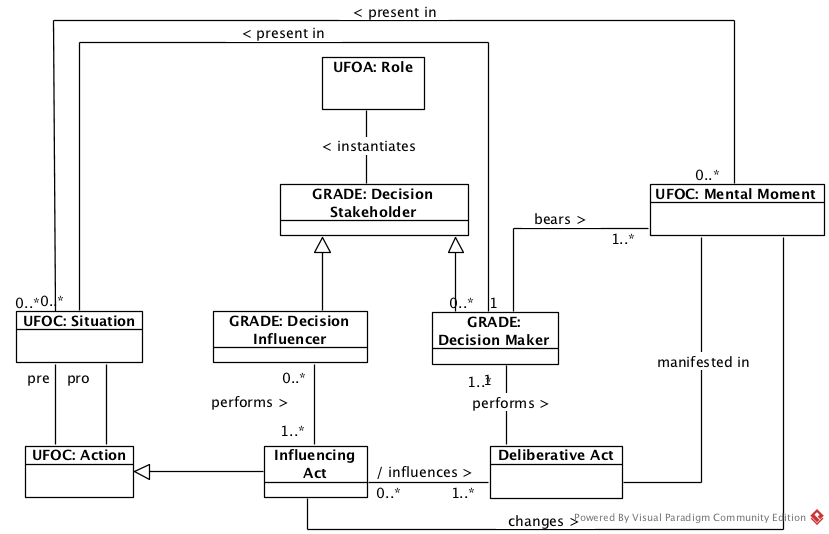 < present in
< present in
UFOA: Role
< instantiates
0..*
GRADE: Decision
Stakeholder
UFOC: Mental Moment
bears >
1..*
0..*
0..*
0..*
1
UFOC: Situation
GRADE: Decision
Influencer
GRADE:
Decision Maker
manifested in
pre
pro
0..*
1..*
1
performs >
performs >
1..*
UFOC: Action
Influencing
Act
Deliberative Act
/ influences >
0..*
1..*
changes >
Powered By Visual Paradigm Community Edition